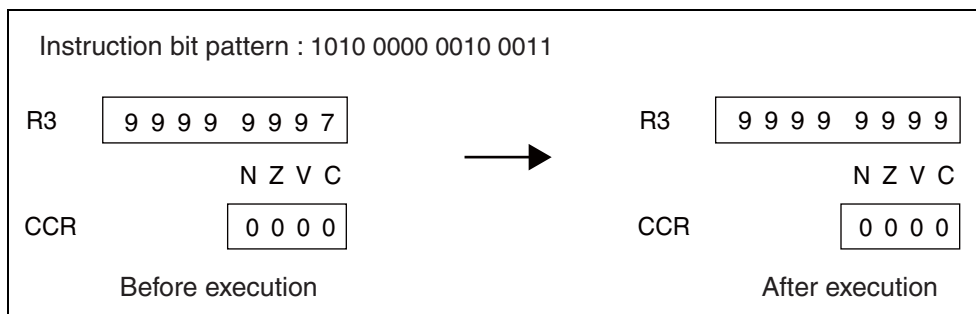 Instruction bit pattern : 1010 0000 0010 0011
R3 9 9 9 9 9 9 9 7 R3 9 9 9 9 9 9 9 9
N Z V C N Z V C
CCR 0 0 0 0 CCR 0 0 0 0
Before execution After execution